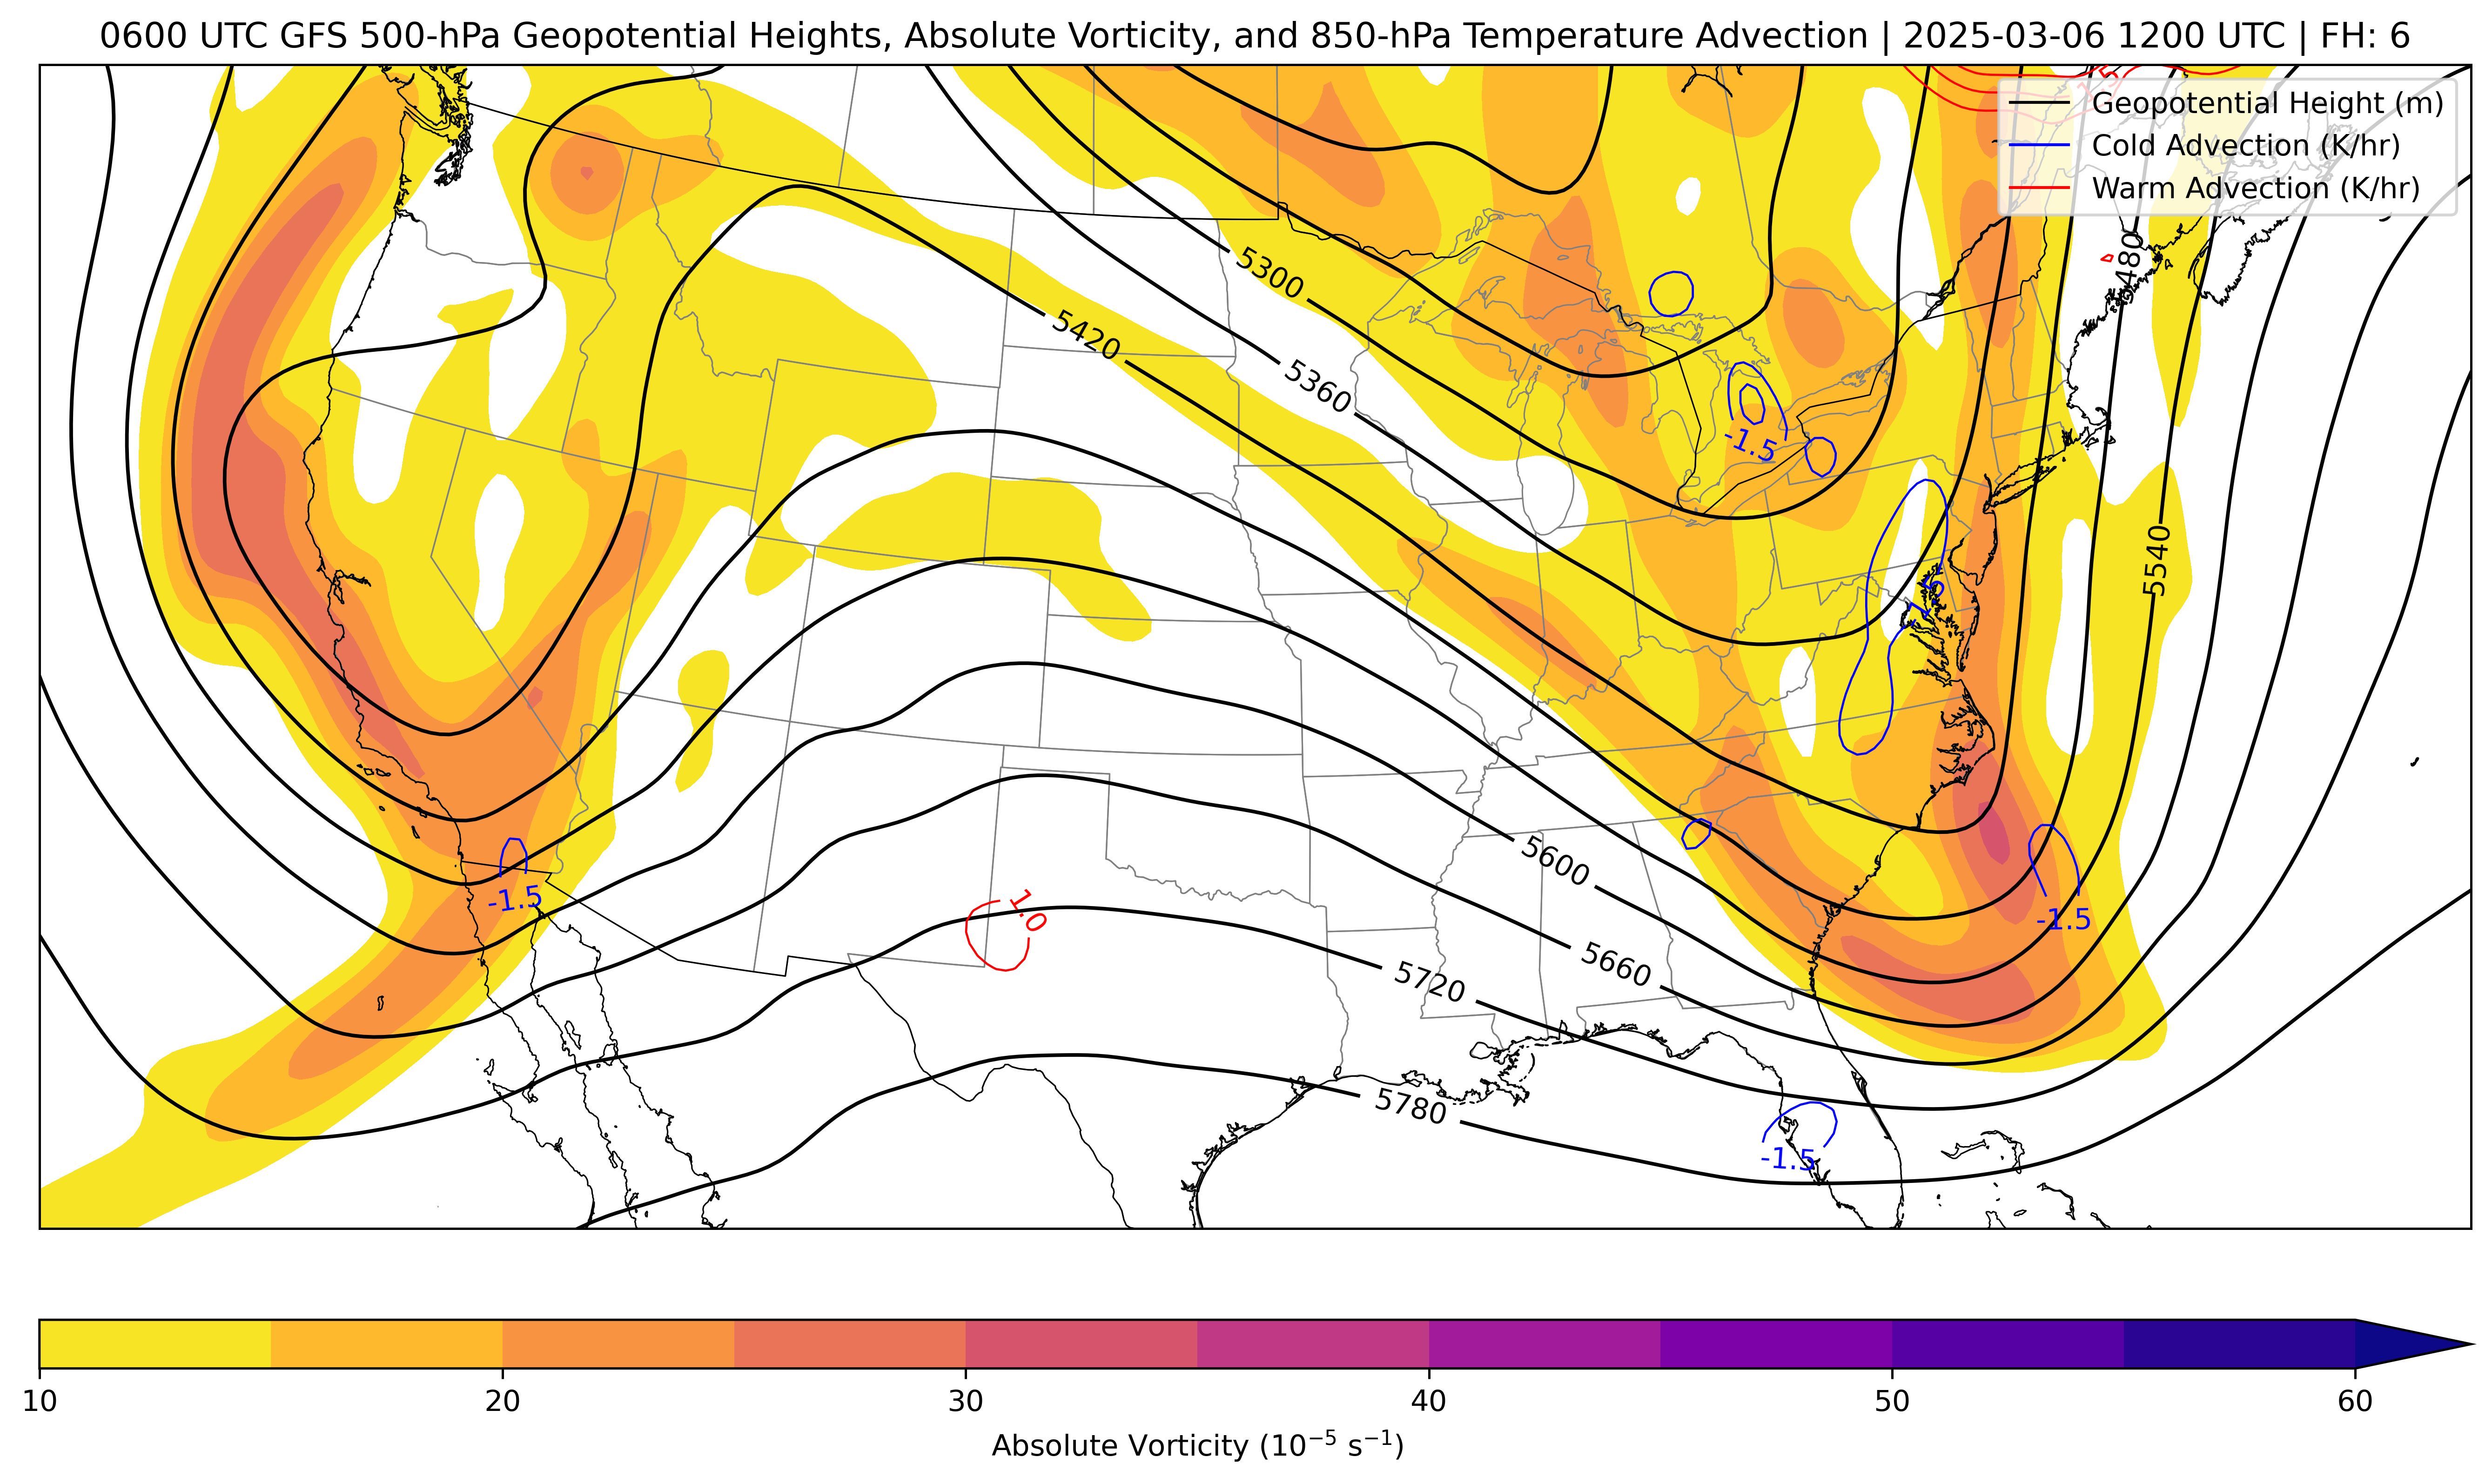 0600 UTC GFS 500-hPa Geopotential Heights, Absolute Vorticity, and 850-hPa Temperature Advection | 2025-03-06 1200 UTC | FH: 6
Geopotential Height (m)
Cold Advection (K/hr)
Warm Advection (K/hr)
5480
5300
5420
5360
-1.5
5540
5600
-1.5
1.0
-1.5
5660
5720
5780
-1.5
10 20 30 40 50 60
Absolute Vorticity (10⁻⁵ s⁻¹)